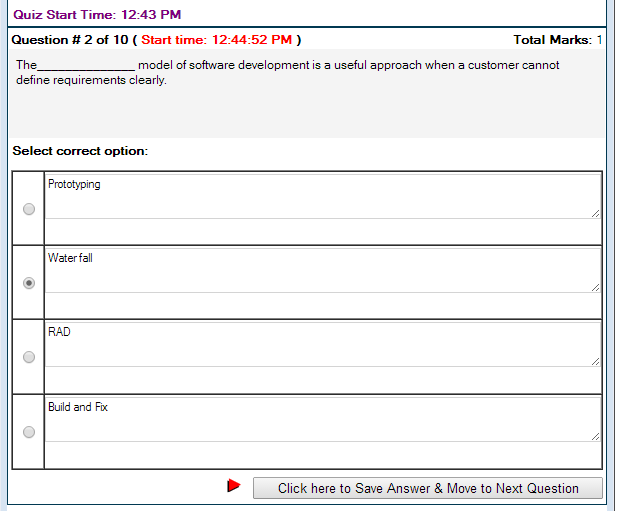 Quiz Start Time: 12:43 PM
Question # 2 of 10 ( Start time: 12:44:52 PM ) Total Marks: 1
The_______________ model of software development is a useful approach when a customer cannot
define requirements clearly.
Select correct option:
Prototyping
Water fall
RAD
Build and Fix
Click here to Save Answer & Move to Next Question